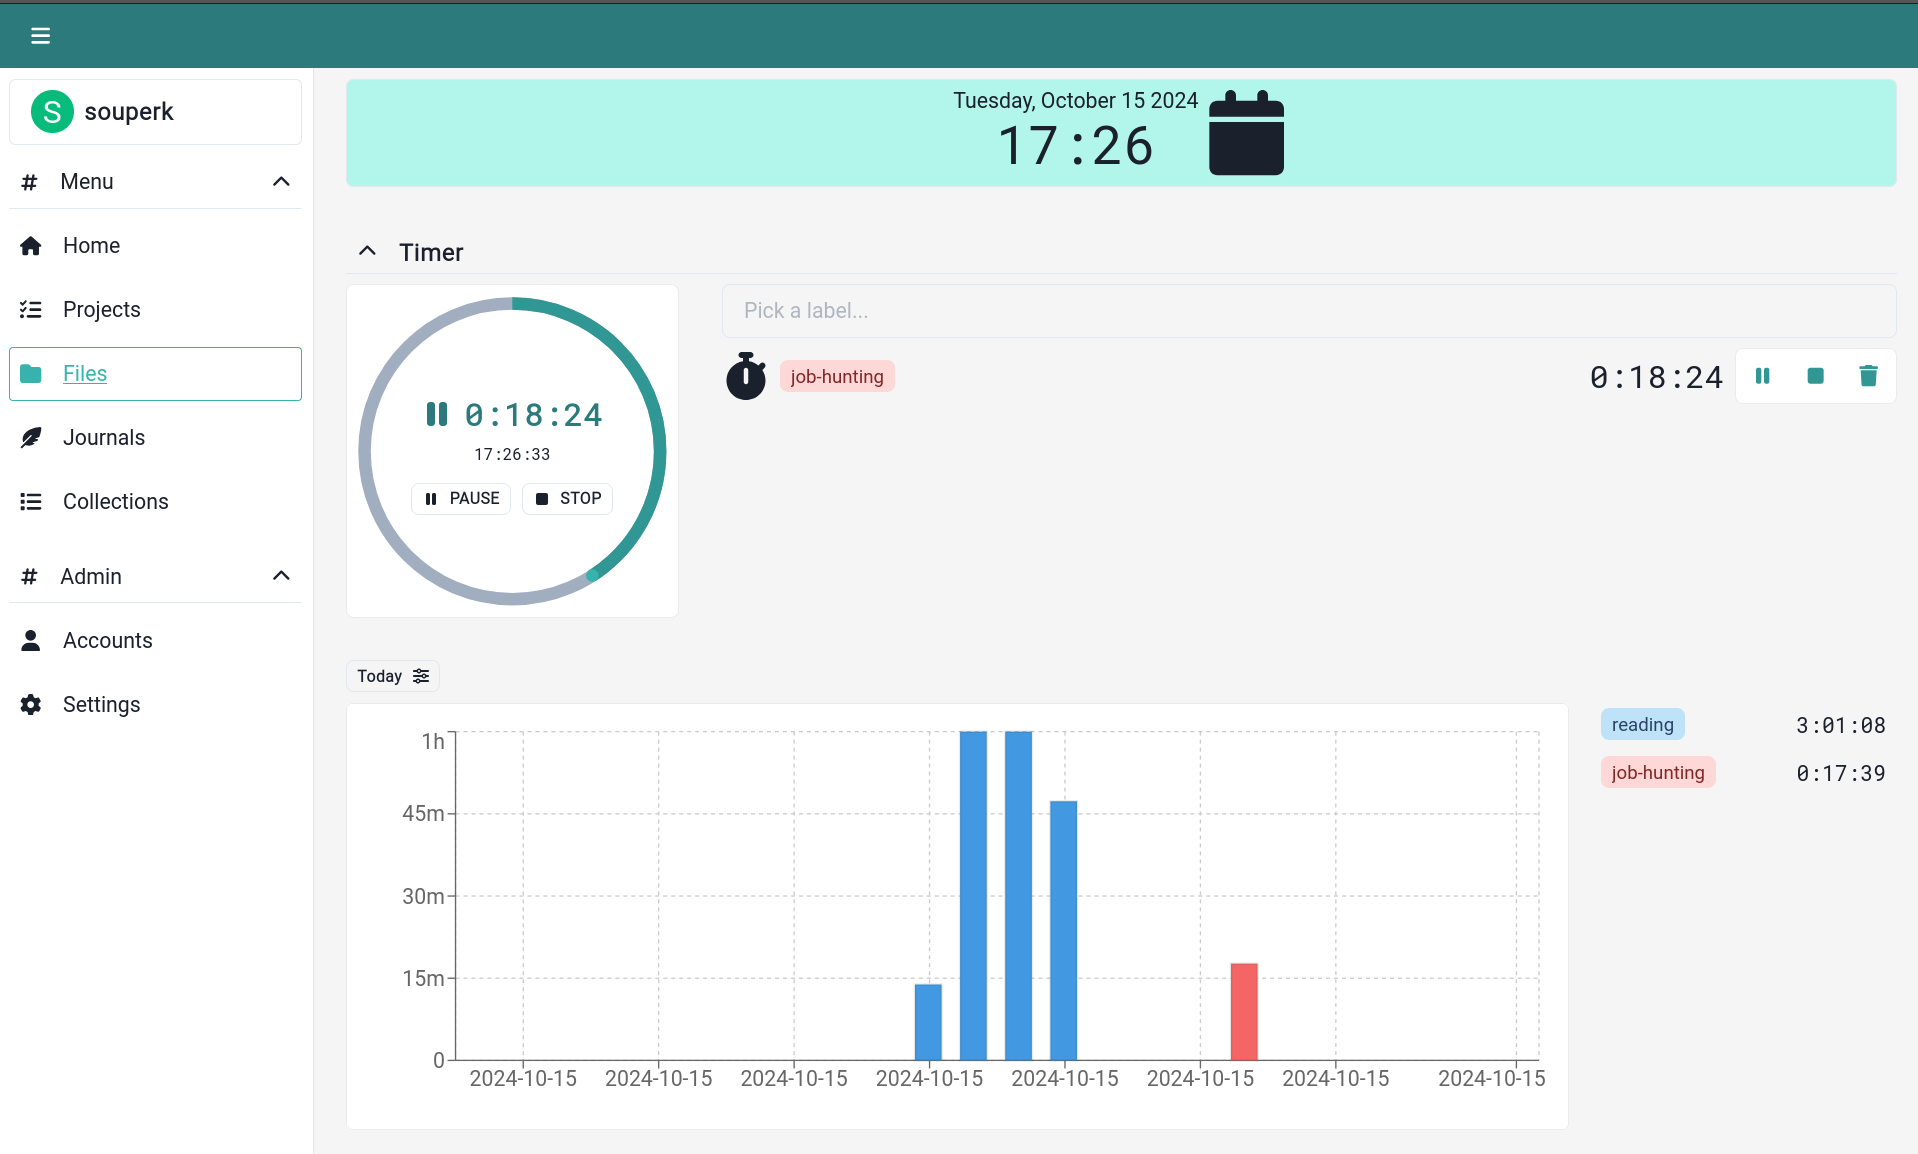 S souperk
# Menu
Home
Projects
Files
Journals
Collections
# Admin
Accounts
Settings
Tuesday, October 15 2024
17:26
Timer
0:18:24
17:26:33
PAUSE STOP
Pick a label...
job-hunting 0:18:24
Today
1h
45m
30m
15m
0
2024-10-15 2024-10-15 2024-10-15 2024-10-15 2024-10-15 2024-10-15 2024-10-15 2024-10-15
reading 3:01:08
job-hunting 0:17:39